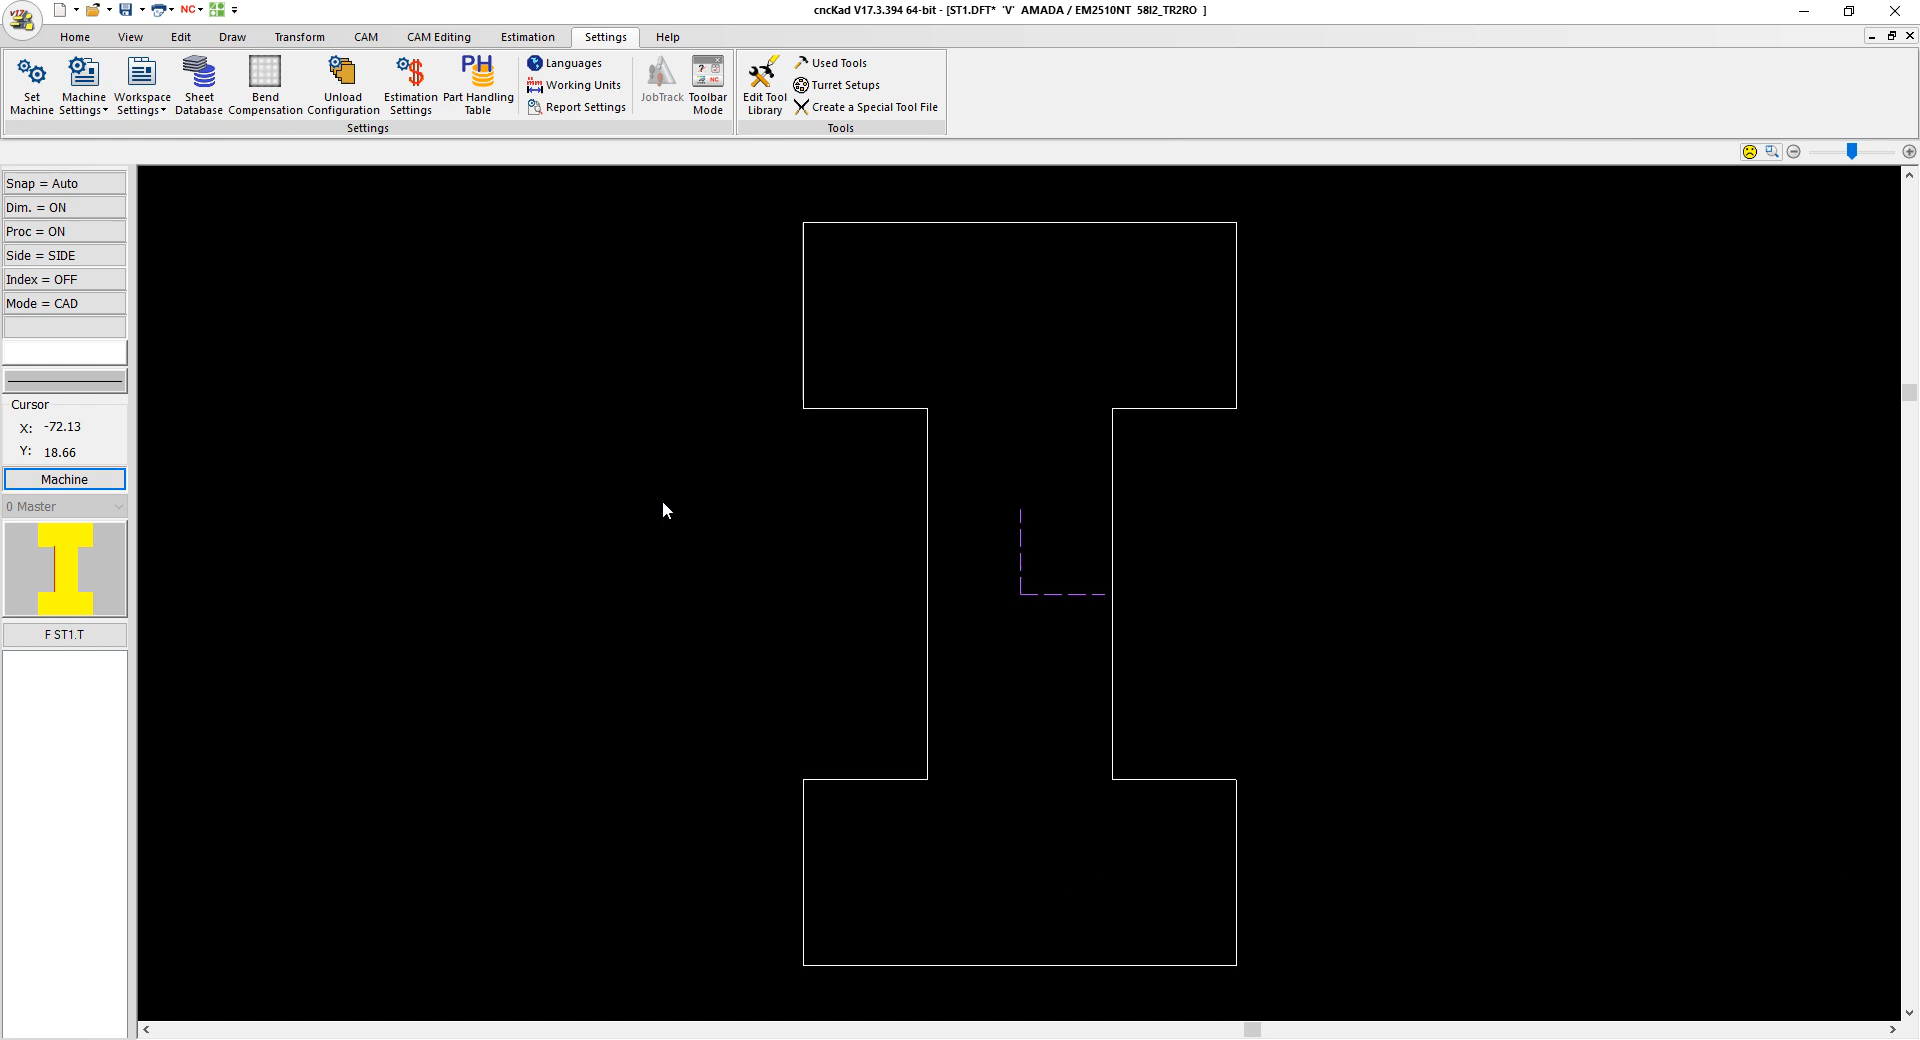 v17
NC
cncKad V17.3.394 64-bit - [ST1.DFT* 'V' AMADA / EM2510NT 58I2_TR2RO ]
Home View Edit Draw Transform CAM CAM Editing Estimation Settings Help
Set Machine
Machine Settings
Workspace Settings
Sheet Database
Bend Compensation
Unload Configuration
Estimation Settings
PH
Part Handling Table
Languages
Working Units
Report Settings
JobTrack
Toolbar Mode
Edit Tool Library
Used Tools
Turret Setups
Create a Special Tool File
Settings
Tools
Snap = Auto
Dim. = ON
Proc = ON
Side = SIDE
Index = OFF
Mode = CAD
Cursor
X: -72.13
Y: 18.66
Machine
0 Master
F ST1.T